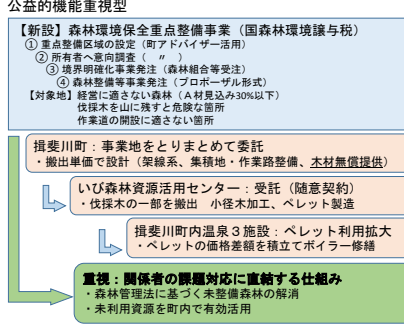 公益的機能重視型
【新設】森林環境保全重点整備事業（国森林環境譲与税）
① 重点整備区域の設定（町アドバイザー活用）
② 所有者へ意向調査（　〃　）
③ 境界明確化事業発注（森林組合等受注）
④ 森林整備等事業発注（プロポーザル形式）
【対象地】経営に適さない森林（Ａ材見込み30%以下）
伐採木を山に残すと危険な箇所
作業道の開設に適さない箇所
揖斐川町：事業地をとりまとめて委託
・搬出単価で設計（架線系、集積地・作業路整備、木材無償提供）
いび森林資源活用センター：受託（随意契約）
・伐採木の一部を搬出　小径木加工、ペレット製造
揖斐川町内温泉３施設：ペレット利用拡大
・ペレットの価格差額を積立てボイラー修繕
重視：関係者の課題対応に直結する仕組み
・森林管理法に基づく未整備森林の解消
・未利用資源を町内で有効活用